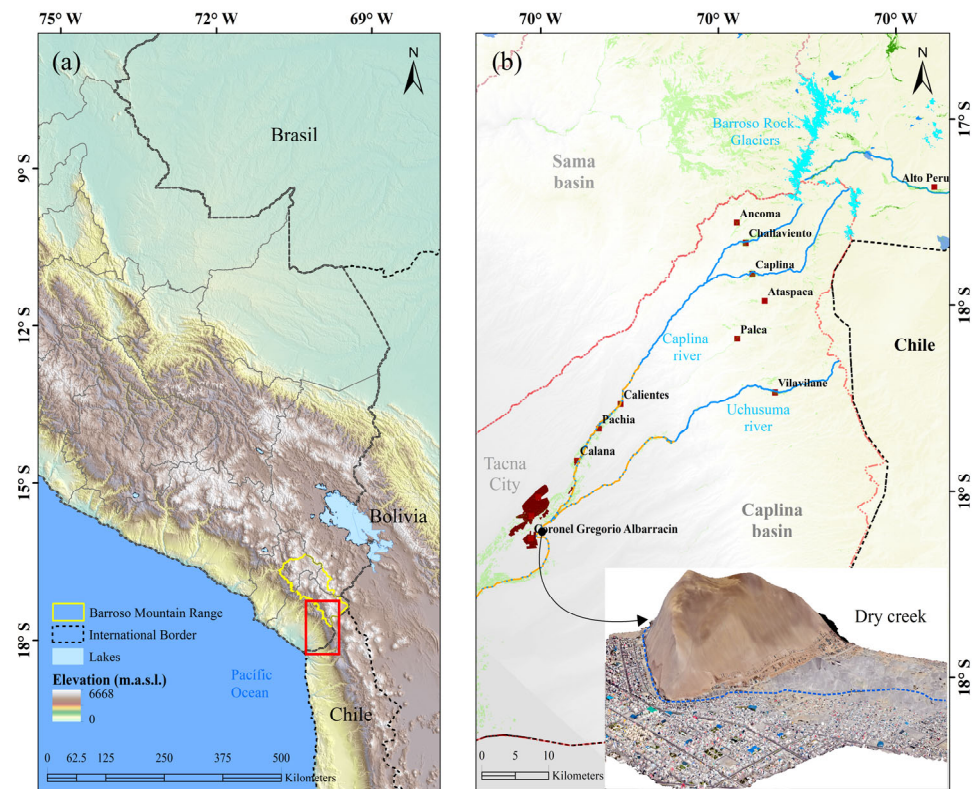 75°W
72°W
69°W
(a)
N
Brasil
9°S
12°S
15°S
18°S
Bolivia
Barroso Mountain Range
International Border
Lakes
Elevation (m.a.s.l.)
6668
0
Pacific
Ocean
Chile
0 62.5 125 250 375 500
Kilometers
70°W
70°W
70°W
(b)
N
17°S
18°S
18°S
18°S
Barroso Rock
Glaciers
Sama
basin
Alto Peru
Ancoma
Challaviento
Caplina
Ataspaca
Palca
Caplina
river
Chile
Vilavilane
Calientes
Uchusuma
river
Pachia
Calana
Tacna
City
Caplina
basin
Coronel Gregorio Albarracin
Dry creek
0 5 10
Kilometers